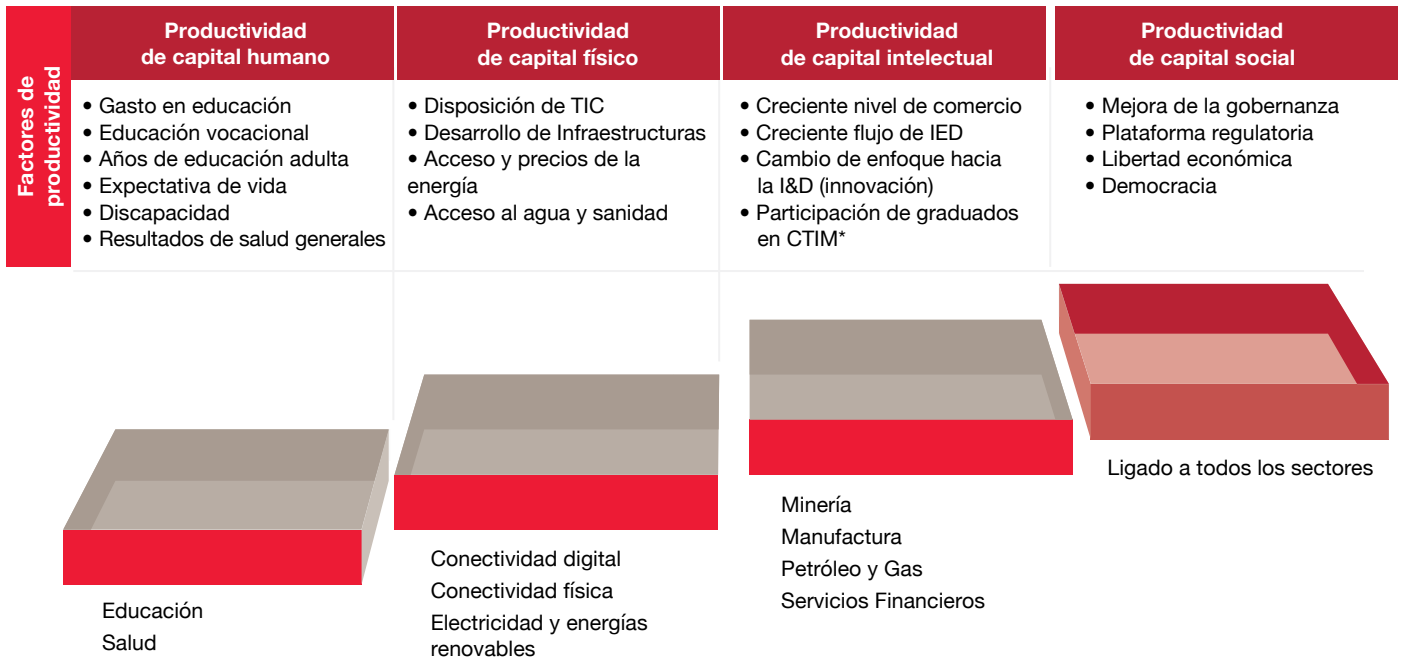 Factores de
productividad
Productividad
de capital humano
• Gasto en educación
• Educación vocacional
• Años de educación adulta
• Expectativa de vida
• Discapacidad
• Resultados de salud generales
Productividad
de capital físico
• Disposición de TIC
• Desarrollo de Infraestructuras
• Acceso y precios de la
energía
• Acceso al agua y sanidad
Productividad
de capital intelectual
• Creciente nivel de comercio
• Creciente flujo de IED
• Cambio de enfoque hacia
la I&D (innovación)
• Participación de graduados
en CTIM*
Productividad
de capital social
• Mejora de la gobernanza
• Plataforma regulatoria
• Libertad económica
• Democracia
Educación
Salud
Conectividad digital
Conectividad física
Electricidad y energías
renovables
Minería
Manufactura
Petróleo y Gas
Servicios Financieros
Ligado a todos los sectores